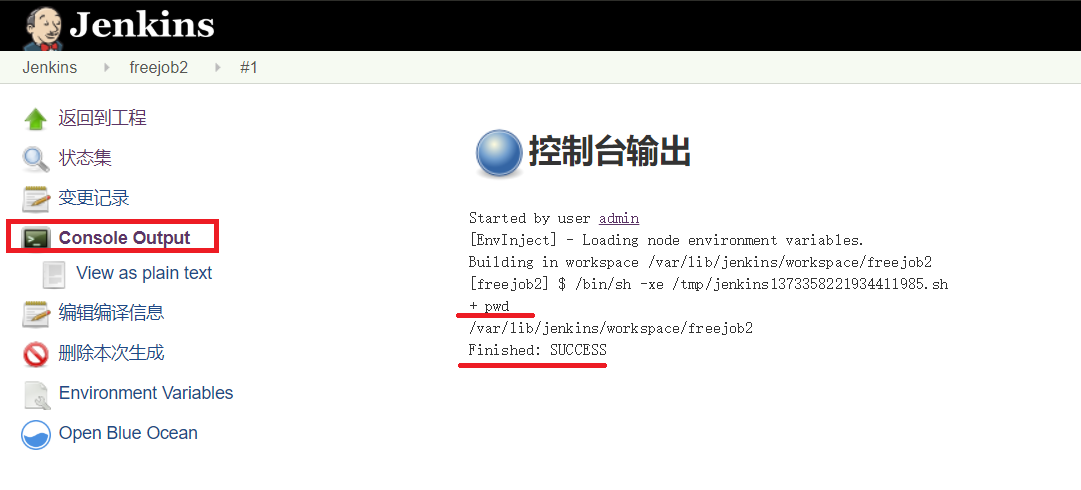 Jenkins
Jenkins freejob2 #1
返回到工程
状态集
变更记录
Console Output
View as plain text
编辑编译信息
删除本次生成
Environment Variables
Open Blue Ocean
控制台输出
Started by user admin
[EnvInject] - Loading node environment variables.
Building in workspace /var/lib/jenkins/workspace/freejob2
[freejob2] $ /bin/sh -xe /tmp/jenkins1373358221934411985.sh
+ pwd
/var/lib/jenkins/workspace/freejob2
Finished: SUCCESS